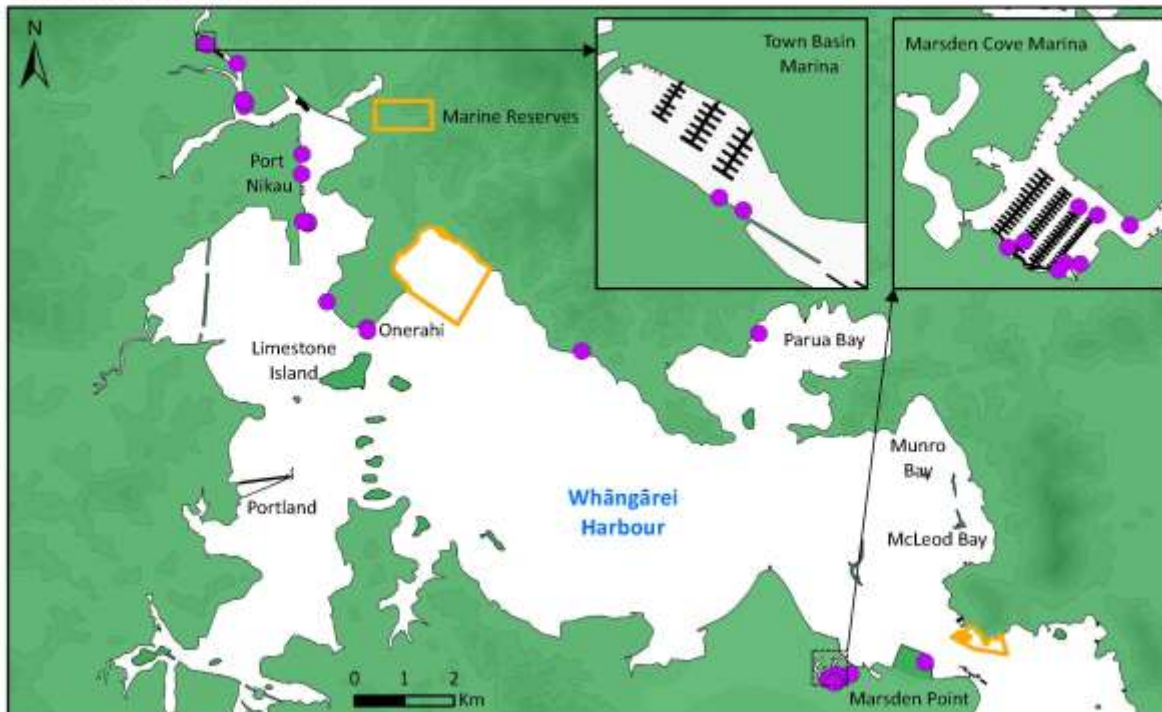 N
Town Basin
Marina
Marsden Cove Marina
Marine Reserves
Port
Nikau
Onerahi
Limestone
Island
Parua Bay
Munro
Bay
Whāngārei
Harbour
Portland
McLeod Bay
0 1 2
Km
Marsden Point